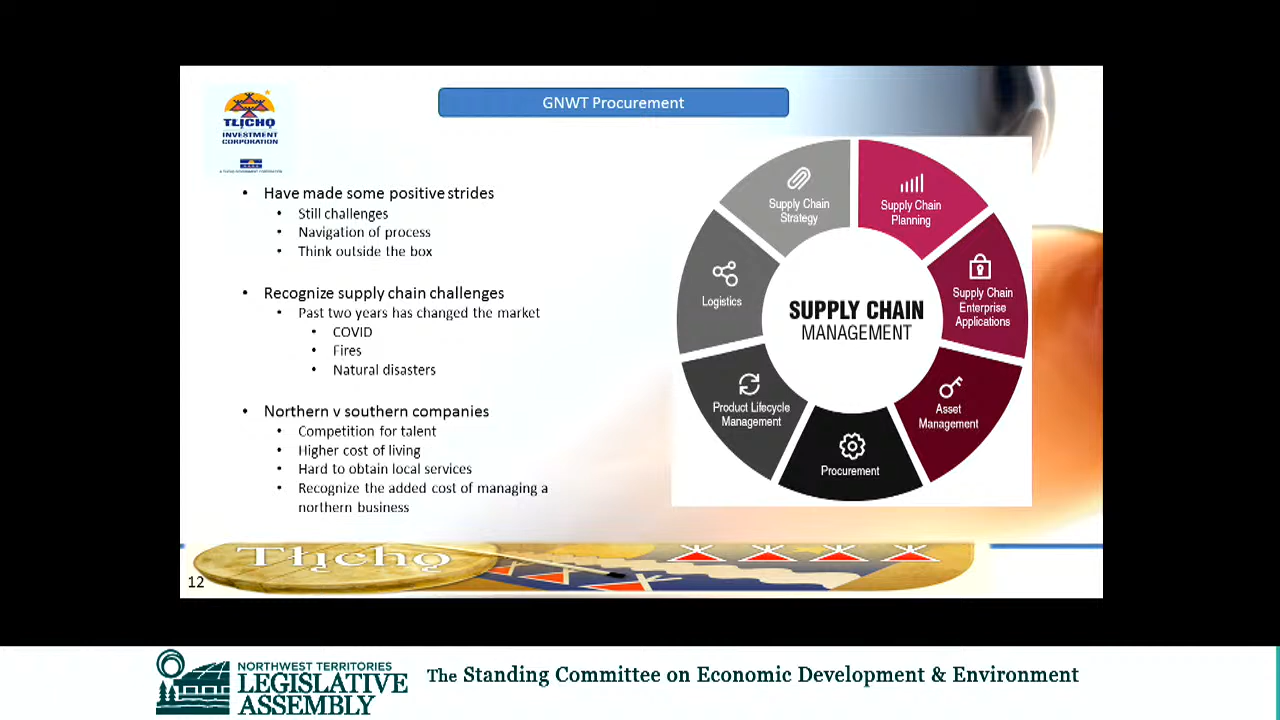 GNWT Procurement
TŁĮCHǪ
INVESTMENT
CORPORATION
• Have made some positive strides
• Still challenges
• Navigation of process
• Think outside the box
• Recognize supply chain challenges
• Past two years has changed the market
• COVID
• Fires
• Natural disasters
• Northern v southern companies
• Competition for talent
• Higher cost of living
• Hard to obtain local services
• Recognize the added cost of managing a
northern business
Supply Chain
Strategy
Supply Chain
Planning
Supply Chain
Enterprise
Applications
Asset
Management
Procurement
Product Lifecycle
Management
Logistics
SUPPLY CHAIN
MANAGEMENT
Tłįchǫ
12
NORTHWEST TERRITORIES
LEGISLATIVE
ASSEMBLY
The Standing Committee on Economic Development & Environment